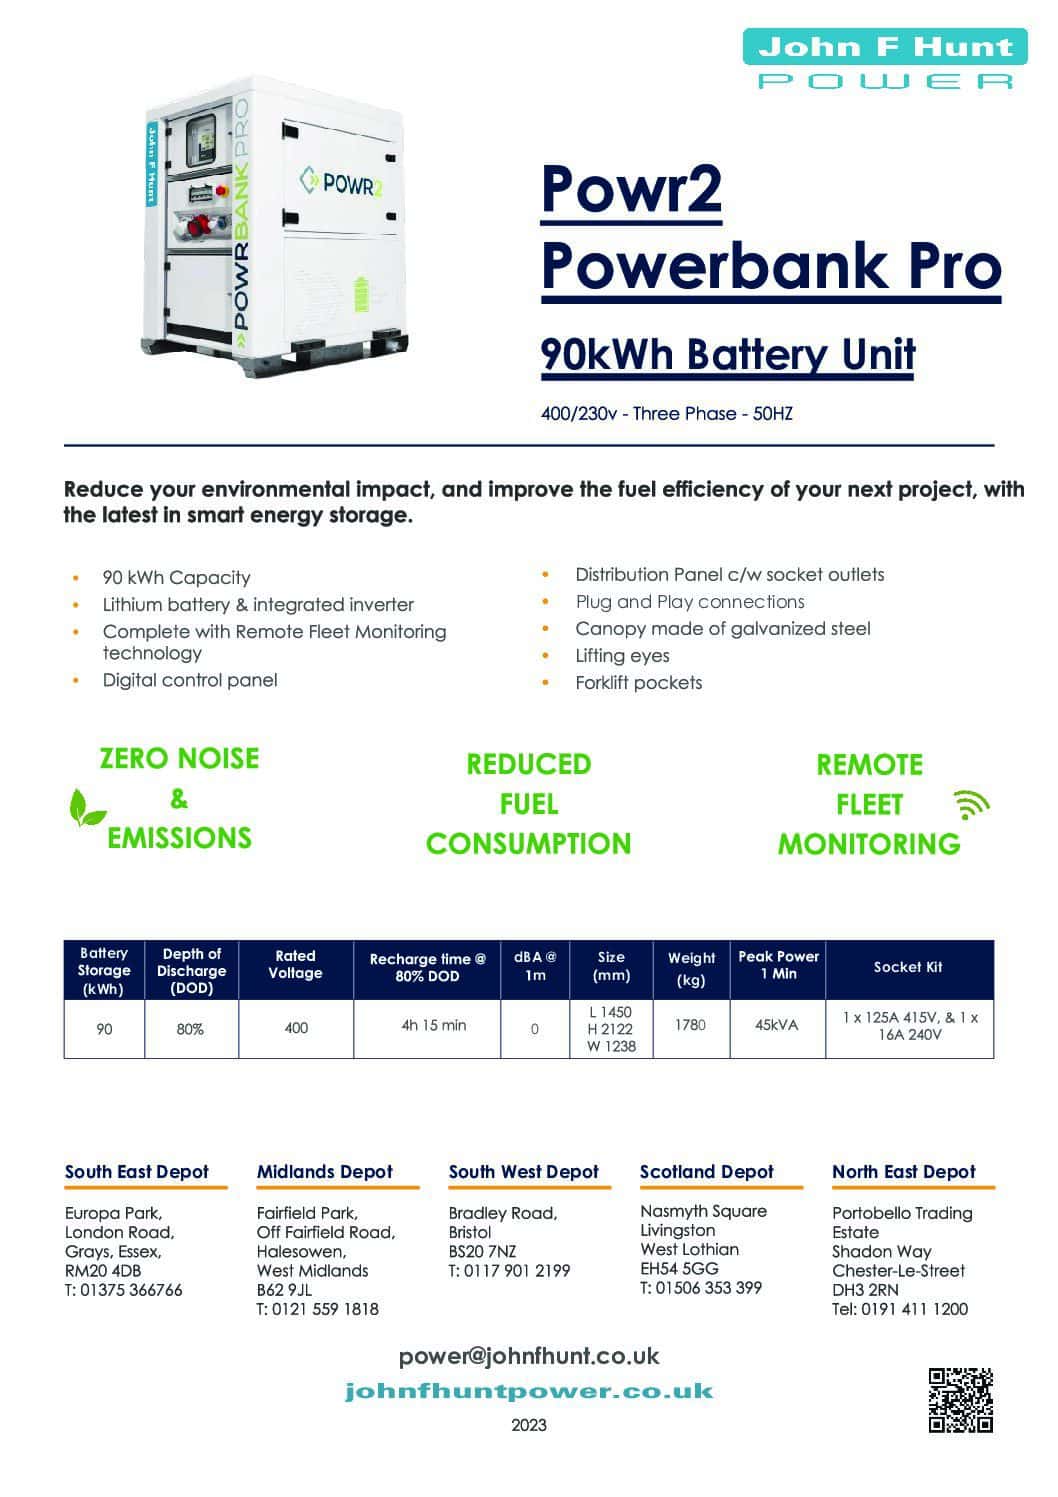 John F Hunt
POWER
John F Hunt
POWRBANK PRO
POWR2
Powr2
Powerbank Pro
90kWh Battery Unit
400/230v - Three Phase - 50HZ
Reduce your environmental impact, and improve the fuel efficiency of your next project, with
the latest in smart energy storage.
• 90 kWh Capacity
• Lithium battery & integrated inverter
• Complete with Remote Fleet Monitoring
technology
• Digital control panel
• Distribution Panel c/w socket outlets
• Plug and Play connections
• Canopy made of galvanized steel
• Lifting eyes
• Forklift pockets
ZERO NOISE
&
EMISSIONS
REDUCED
FUEL
CONSUMPTION
REMOTE
FLEET
MONITORING
Battery
Storage
(kWh)
Depth of
Discharge
(DOD)
Rated
Voltage
Recharge time @
80% DOD
dBA @
1m
Size
(mm)
Weight
(kg)
Peak Power
1 Min
Socket Kit
90
80%
400
4h 15 min
0
L 1450
H 2122
W 1238
1780
45kVA
1 x 125A 415V, & 1 x
16A 240V
South East Depot
Europa Park,
London Road,
Grays, Essex,
RM20 4DB
T: 01375 366766
Midlands Depot
Fairfield Park,
Off Fairfield Road,
Halesowen,
West Midlands
B62 9JL
T: 0121 559 1818
South West Depot
Bradley Road,
Bristol
BS20 7NZ
T: 0117 901 2199
Scotland Depot
Nasmyth Square
Livingston
West Lothian
EH54 5GG
T: 01506 353 399
North East Depot
Portobello Trading
Estate
Shadon Way
Chester-Le-Street
DH3 2RN
Tel: 0191 411 1200
power@johnfhunt.co.uk
johnfhuntpower.co.uk
2023